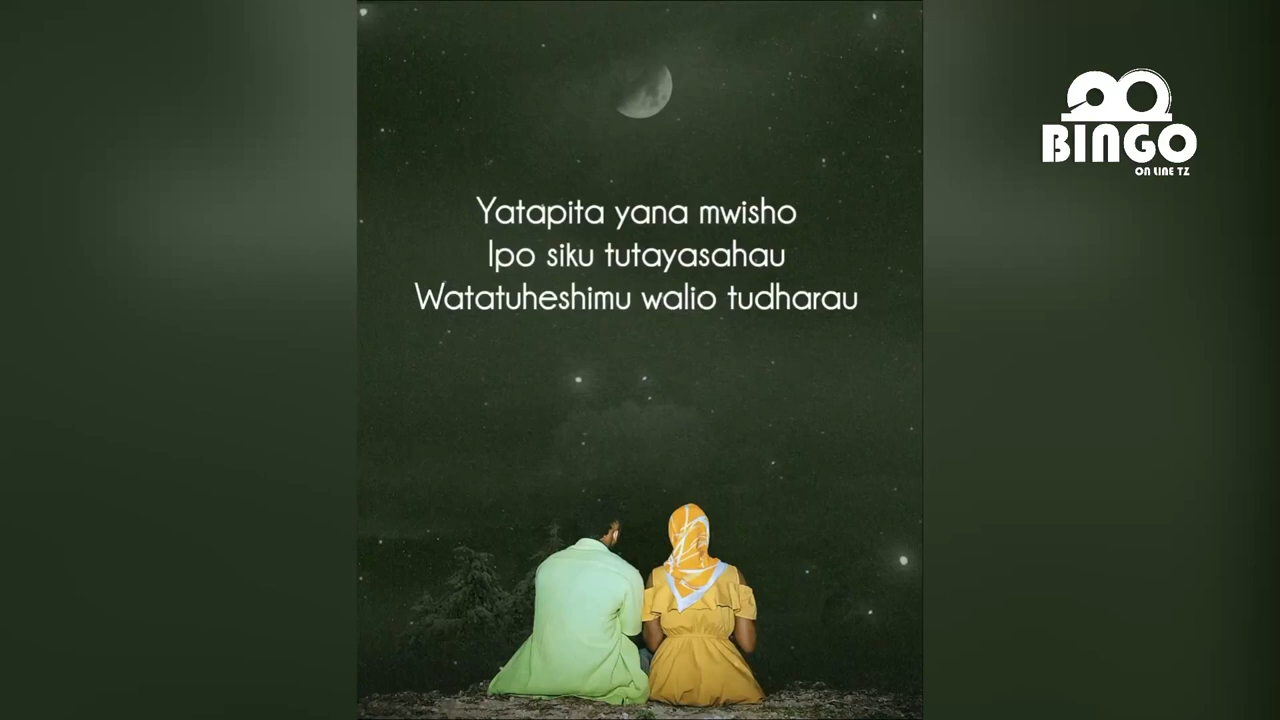 BINGO
ON LINE TZ
Yatapita yana mwisho
Ipo siku tutayasahau
Watatuheshimu walio tudharau